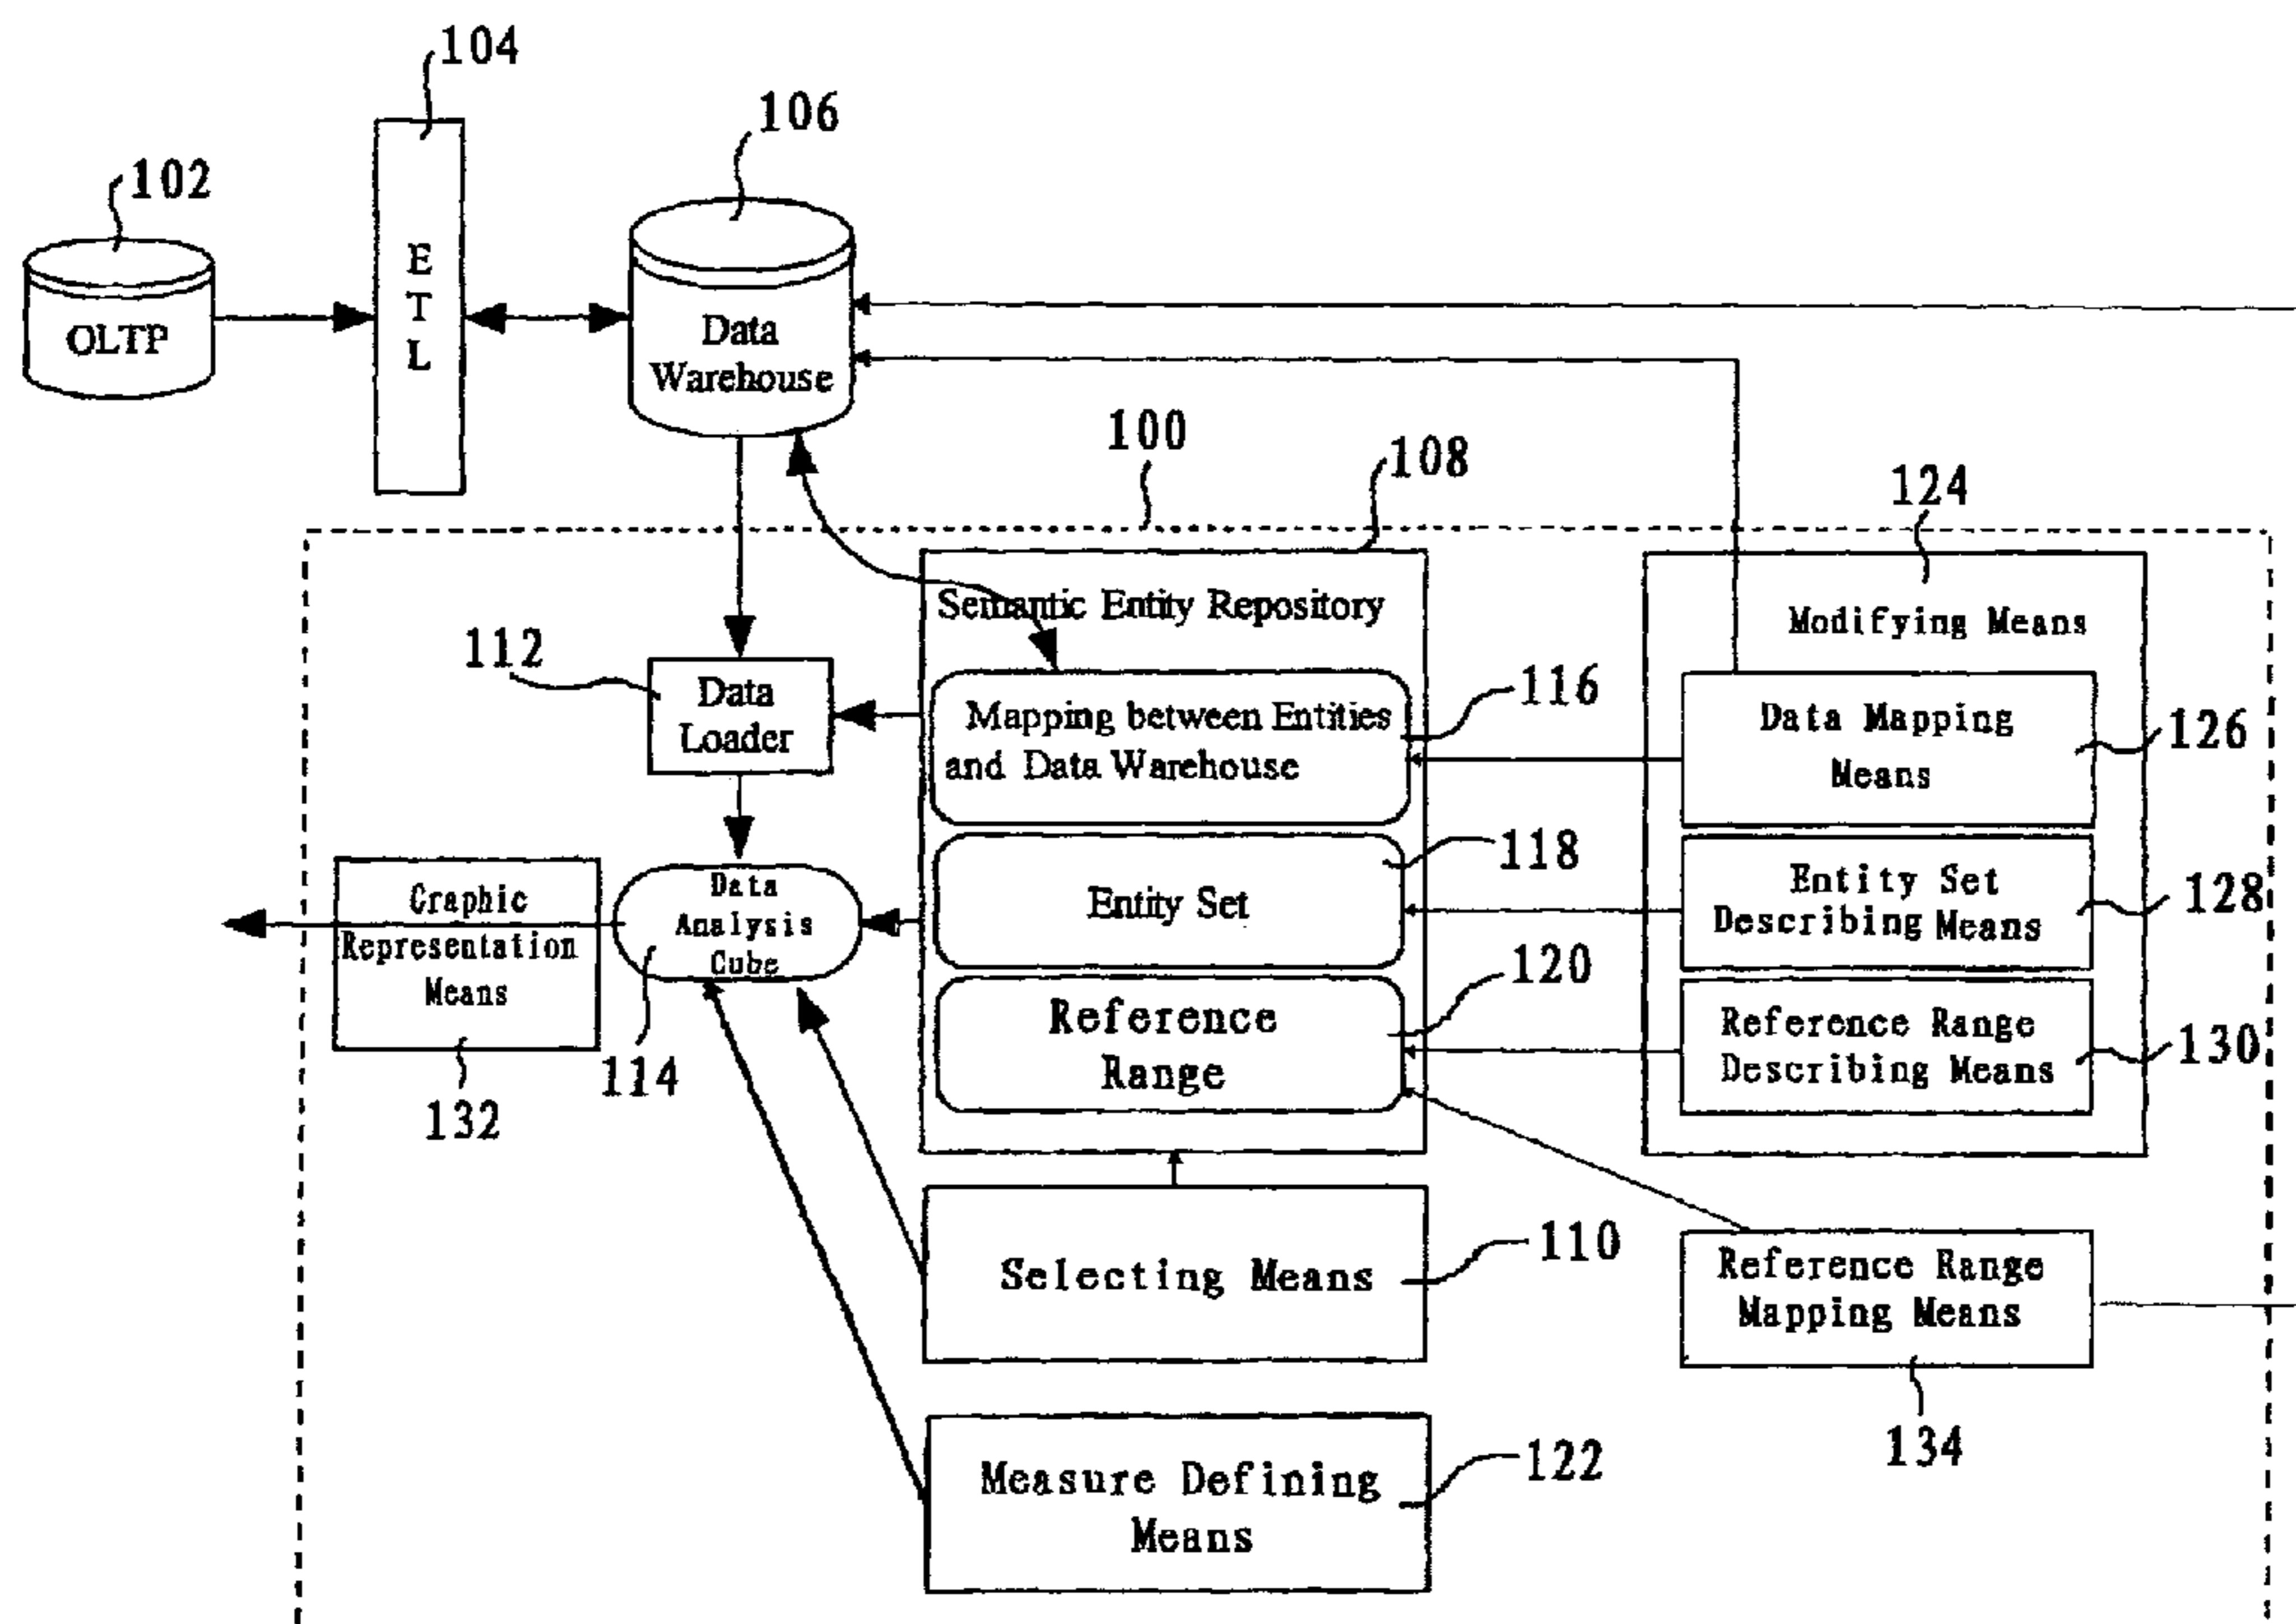 104
106
102
E
T
L
OLTP
Data
Warehouse
100
108
124
Semantic Entity Repository
Modifying Means
112
Data
Loader
Mapping between Entities
and Data Warehouse
116
Data Mapping
Means
126
118
Entity Set
Entity Set
Describing Means
128
Graphic
Representation
Means
Data
Analysis
Cube
120
Reference
Range
Reference Range
Describing Means
130
114
132
Selecting Means
110
Reference Range
Mapping Means
134
Measure Defining
Means
122